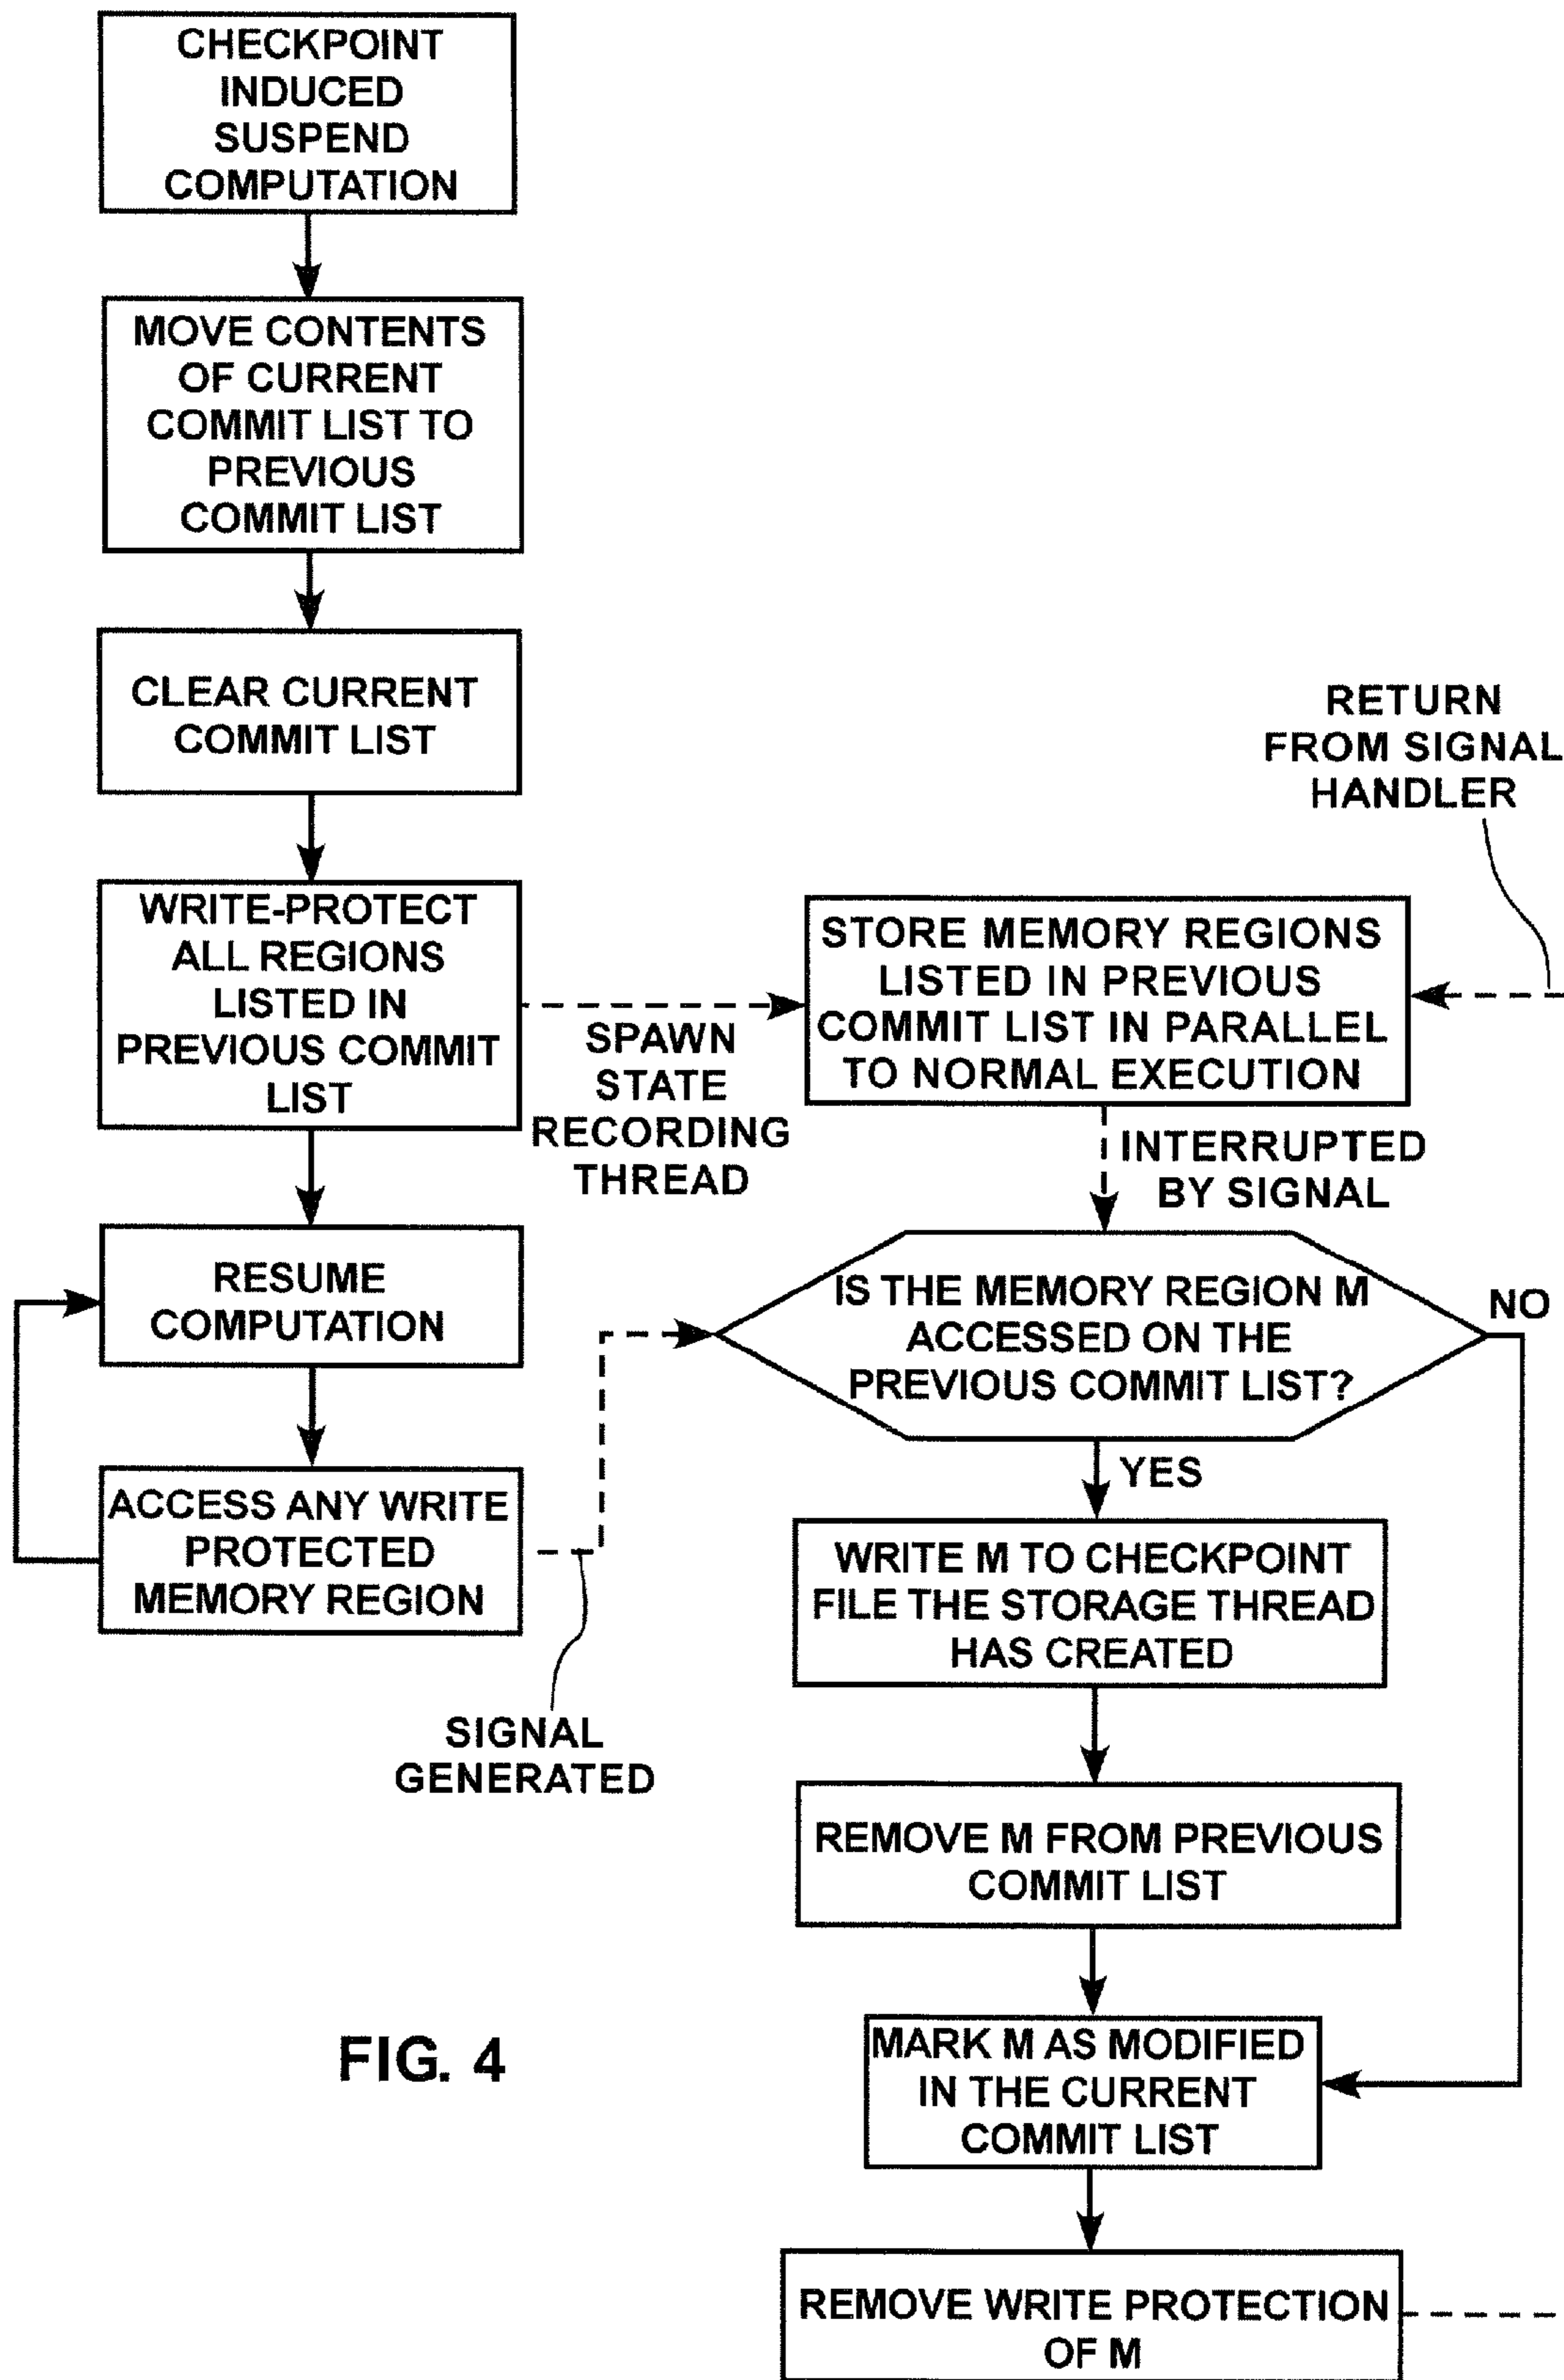 CHECKPOINT
INDUCED
SUSPEND
COMPUTATION
MOVE CONTENTS
OF CURRENT
COMMIT LIST TO
PREVIOUS
COMMIT LIST
CLEAR CURRENT
COMMIT LIST
WRITE-PROTECT
ALL REGIONS
LISTED IN
PREVIOUS COMMIT
LIST
SPAWN
STATE
RECORDING
THREAD
RESUME
COMPUTATION
ACCESS ANY WRITE
PROTECTED
MEMORY REGION
SIGNAL
GENERATED
RETURN
FROM SIGNAL
HANDLER
STORE MEMORY REGIONS
LISTED IN PREVIOUS
COMMIT LIST IN PARALLEL
TO NORMAL EXECUTION
INTERRUPTED
BY SIGNAL
IS THE MEMORY REGION M
ACCESSED ON THE
PREVIOUS COMMIT LIST?
NO
YES
WRITE M TO CHECKPOINT
FILE THE STORAGE THREAD
HAS CREATED
REMOVE M FROM PREVIOUS
COMMIT LIST
MARK M AS MODIFIED
IN THE CURRENT
COMMIT LIST
REMOVE WRITE PROTECTION
OF M
FIG. 4